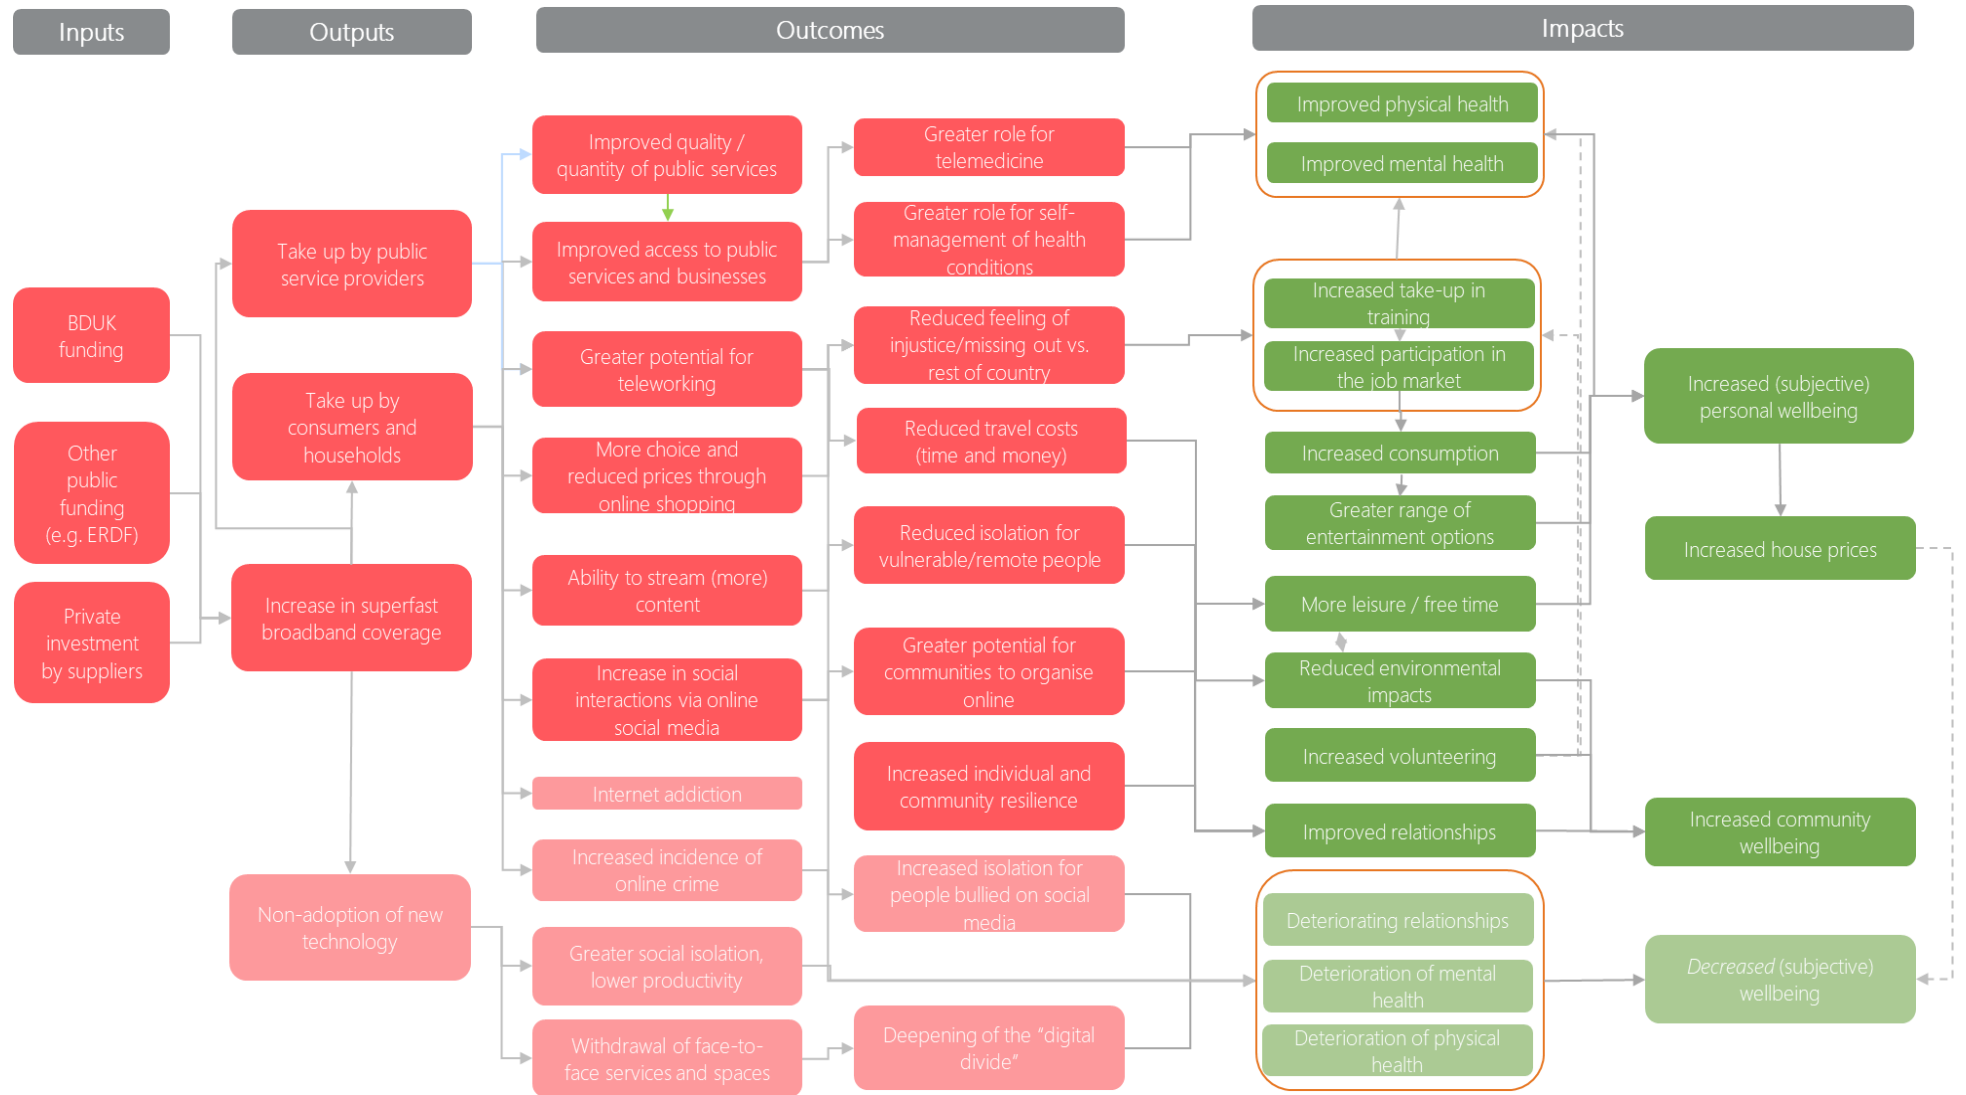 Inputs
Outputs
Outcomes
Impacts
BDUK
funding
Other
public
funding
(e.g. ERDF)
Private
investment
by suppliers
Take up by public
service providers
Take up by
consumers and
households
Increase in superfast
broadband coverage
Non-adoption of new
technology
Improved quality /
quantity of public services
Improved access to public
services and businesses
Greater potential for
teleworking
More choice and
reduced prices through
online shopping
Ability to stream (more)
content
Increase in social
interactions via online
social media
Internet addiction
Increased incidence of
online crime
Greater social isolation,
lower productivity
Withdrawal of face-to-
face services and spaces
Greater role for
telemedicine
Greater role for self-
management of health
conditions
Reduced feeling of
injustice/missing out vs.
rest of country
Reduced travel costs
(time and money)
Reduced isolation for
vulnerable/remote people
Greater potential for
communities to organise
online
Increased individual and
community resilience
Increased isolation for
people bullied on social
media
Deepening of the “digital
divide”
Improved physical health
Improved mental health
Increased take-up in
training
Increased participation in
the job market
Increased consumption
Greater range of
entertainment options
More leisure / free time
Reduced environmental
impacts
Increased volunteering
Improved relationships
Deteriorating relationships
Deterioration of mental
health
Deterioration of physical
health
Increased (subjective)
personal wellbeing
Increased house prices
Increased community
wellbeing
Decreased (subjective)
wellbeing